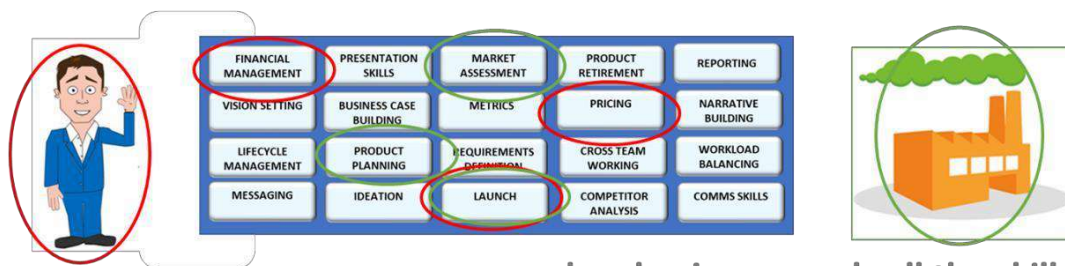 FINANCIAL
MANAGEMENT
PRESENTATION
SKILLS
MARKET
ASSESSMENT
PRODUCT
RETIREMENT
REPORTING
VISION SETTING
BUSINESS CASE
BUILDING
METRICS
PRICING
NARRATIVE
BUILDING
LIFECYCLE
MANAGEMENT
PRODUCT
PLANNING
REQUIREMENTS
DEFINITION
CROSS TEAM
WORKING
WORKLOAD
BALANCING
MESSAGING
IDEATION
LAUNCH
COMPETITOR
ANALYSIS
COMMS SKILLS